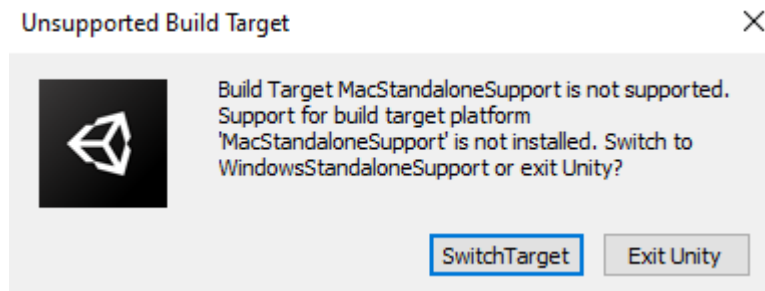 Unsupported Build Target
Build Target MacStandaloneSupport is not supported.
Support for build target platform
'MacStandaloneSupport' is not installed. Switch to
WindowsStandaloneSupport or exit Unity?
SwitchTarget
Exit Unity